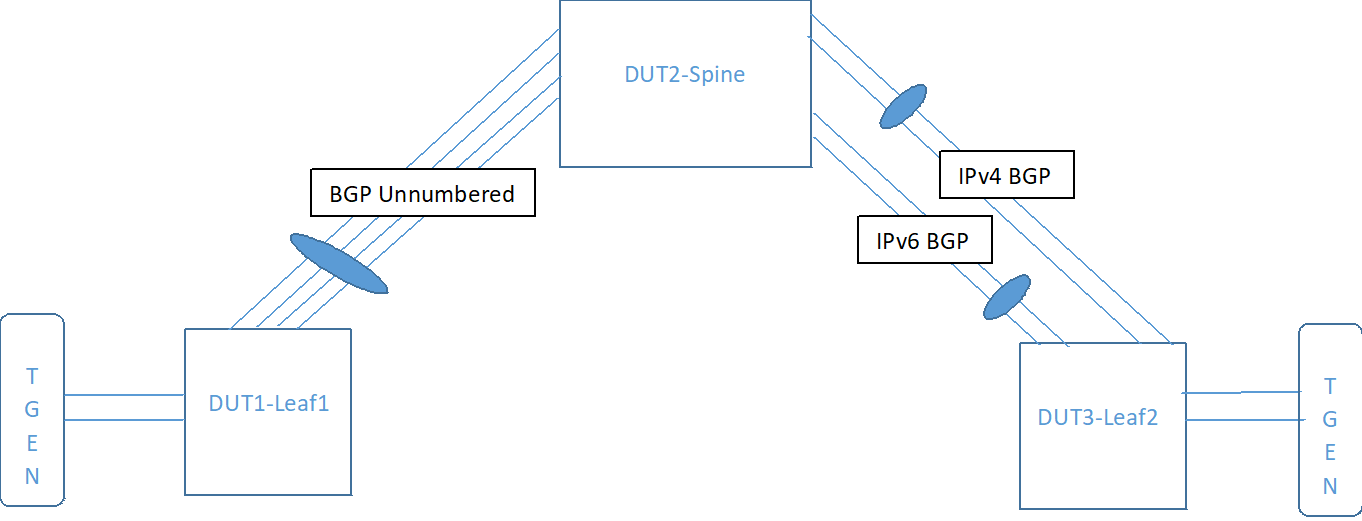 DUT2-Spine
BGP Unnumbered
IPv4 BGP
IPv6 BGP
T
G
E
N
DUT1-Leaf1
DUT3-Leaf2
T
G
E
N